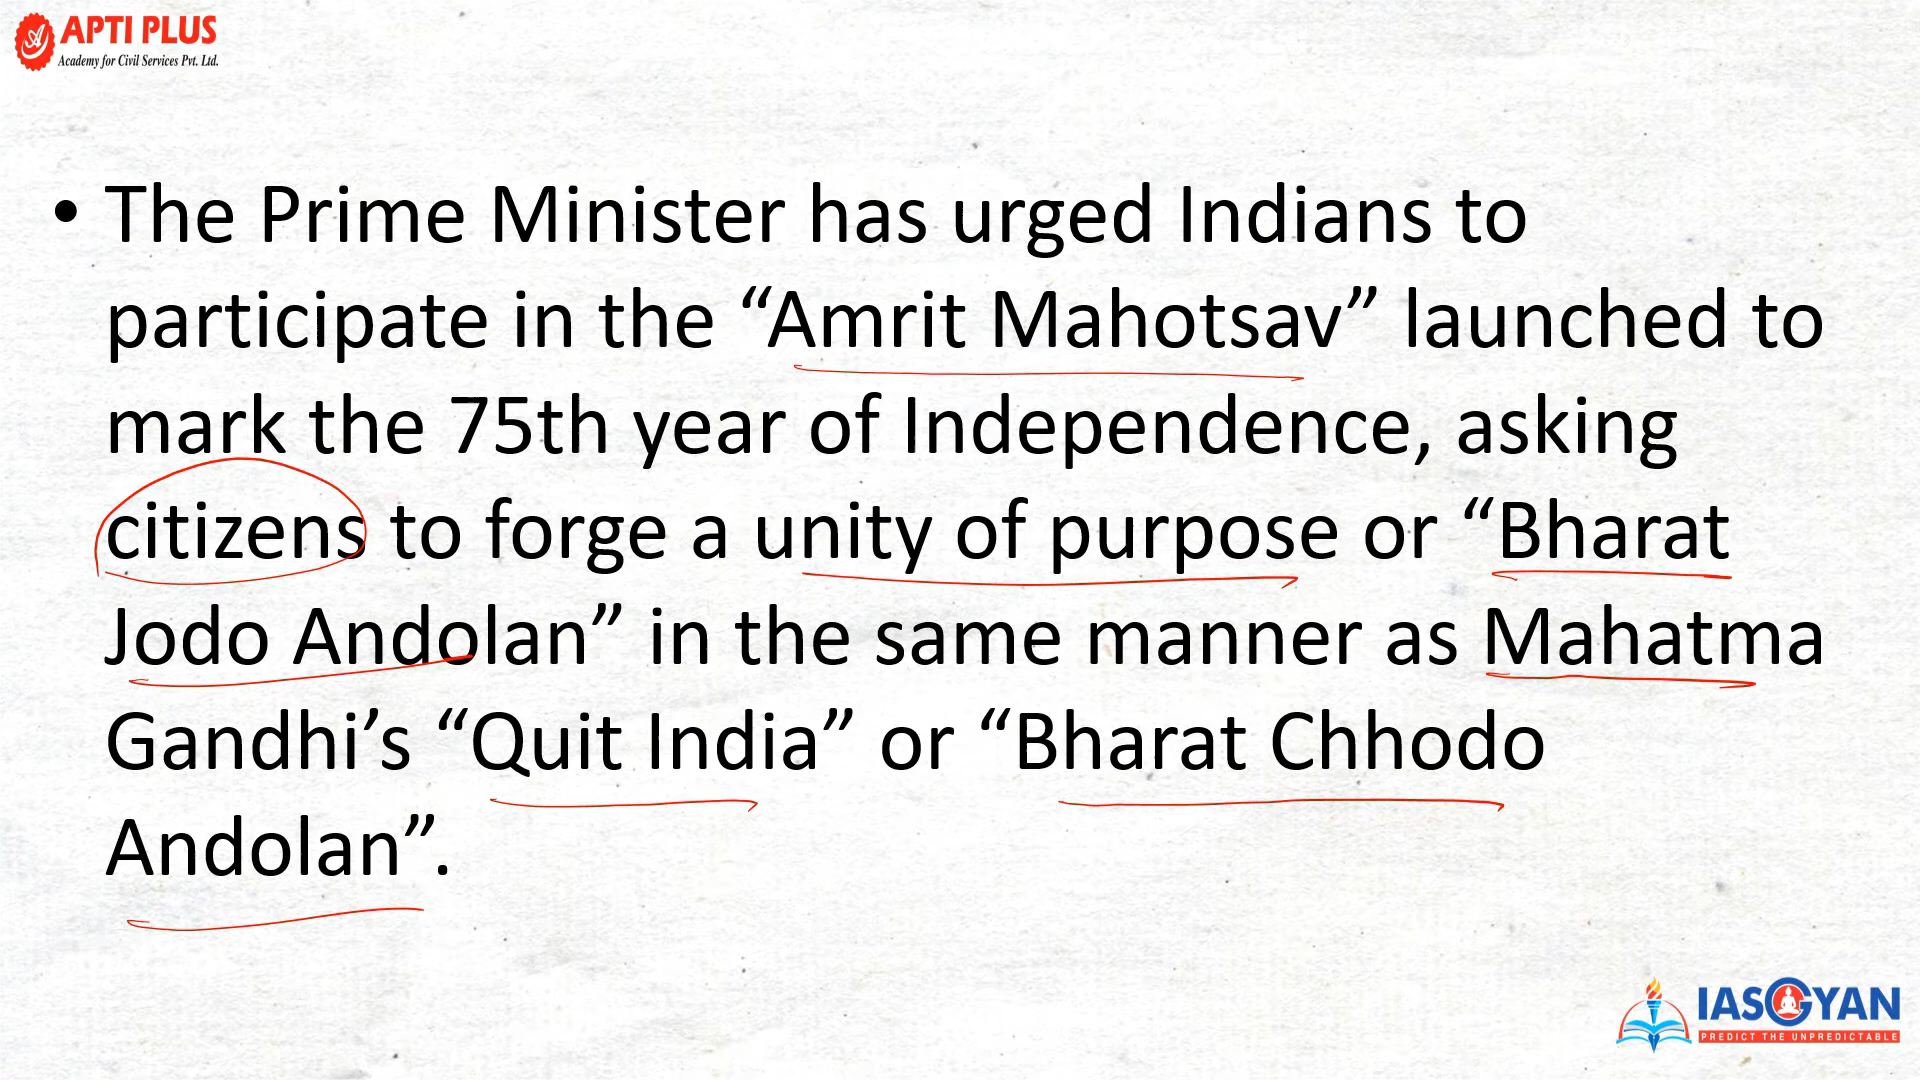 APTI PLUS
Academy for Civil Services Pvt. Ltd.
• The Prime Minister has urged Indians to
participate in the “Amrit Mahotsav” launched to
mark the 75th year of Independence, asking
citizens to forge a unity of purpose or “Bharat
Jodo Andolan” in the same manner as Mahatma
Gandhi’s “Quit India” or “Bharat Chhodo
Andolan”.
IASGYAN
PREDICT THE UNPREDICTABLE